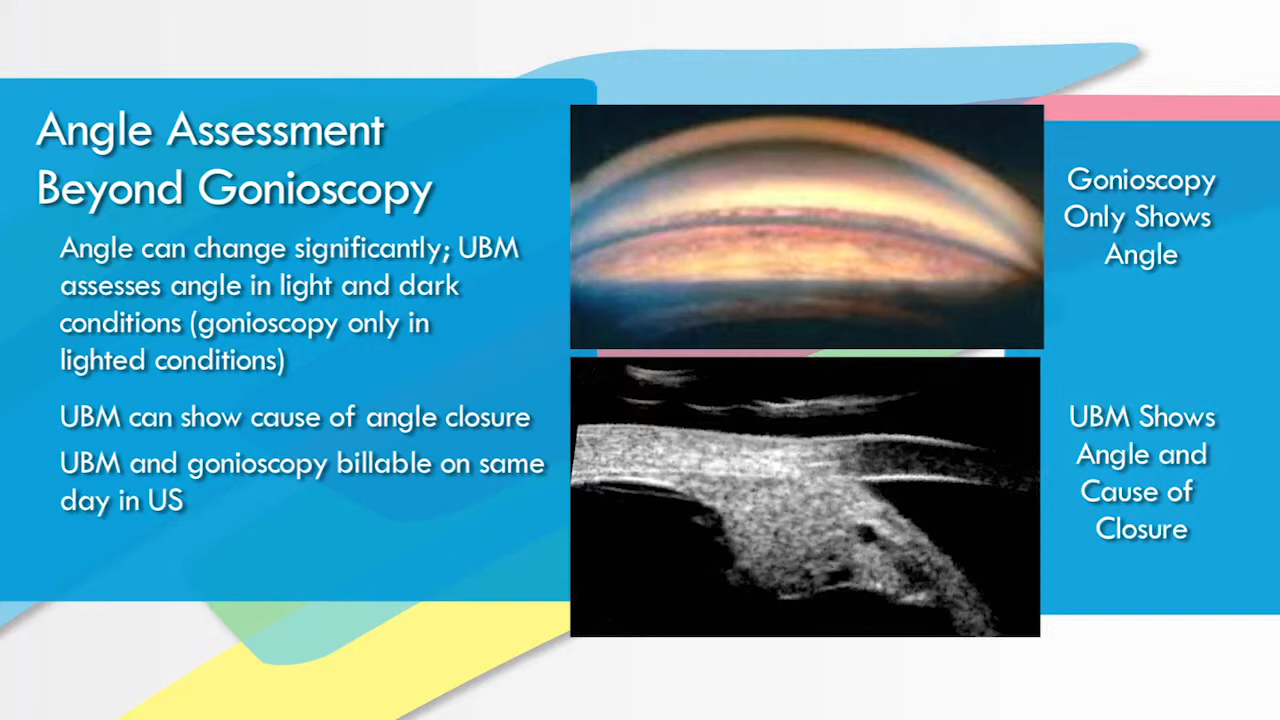 Angle Assessment
Beyond Gonioscopy
Angle can change significantly; UBM
assesses angle in light and dark
conditions (gonioscopy only in
lighted conditions)
UBM can show cause of angle closure
UBM and gonioscopy billable on same
day in US
Gonioscopy
Only Shows
Angle
UBM Shows
Angle and
Cause of
Closure